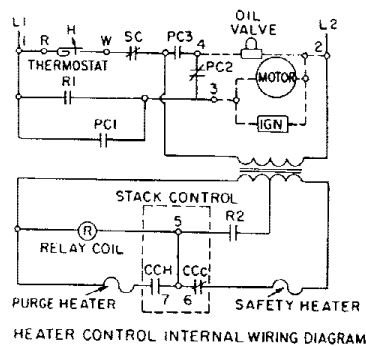 L1
L2
OIL
VALVE
1
R
H
W
SC
PC3
4
2
THERMOSTAT
PC2
MOTOR
R1
3
IGN
PC1
STACK CONTROL
5
R2
R
RELAY COIL
CCH
CCC
7
6
PURGE HEATER
SAFETY HEATER
HEATER CONTROL INTERNAL WIRING DIAGRAM